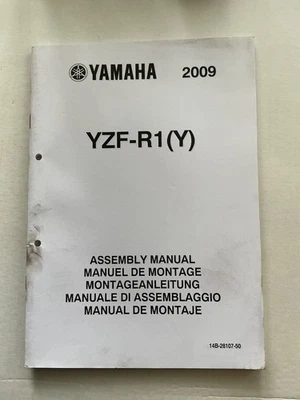 YAMAHA 2009
YZF-R1(Y)
ASSEMBLY MANUAL
MANUEL DE MONTAGE
MONTAGEANLEITUNG
MANUALE DI ASSEMBLAGGIO
MANUAL DE MONTAJE
14B-28107-50